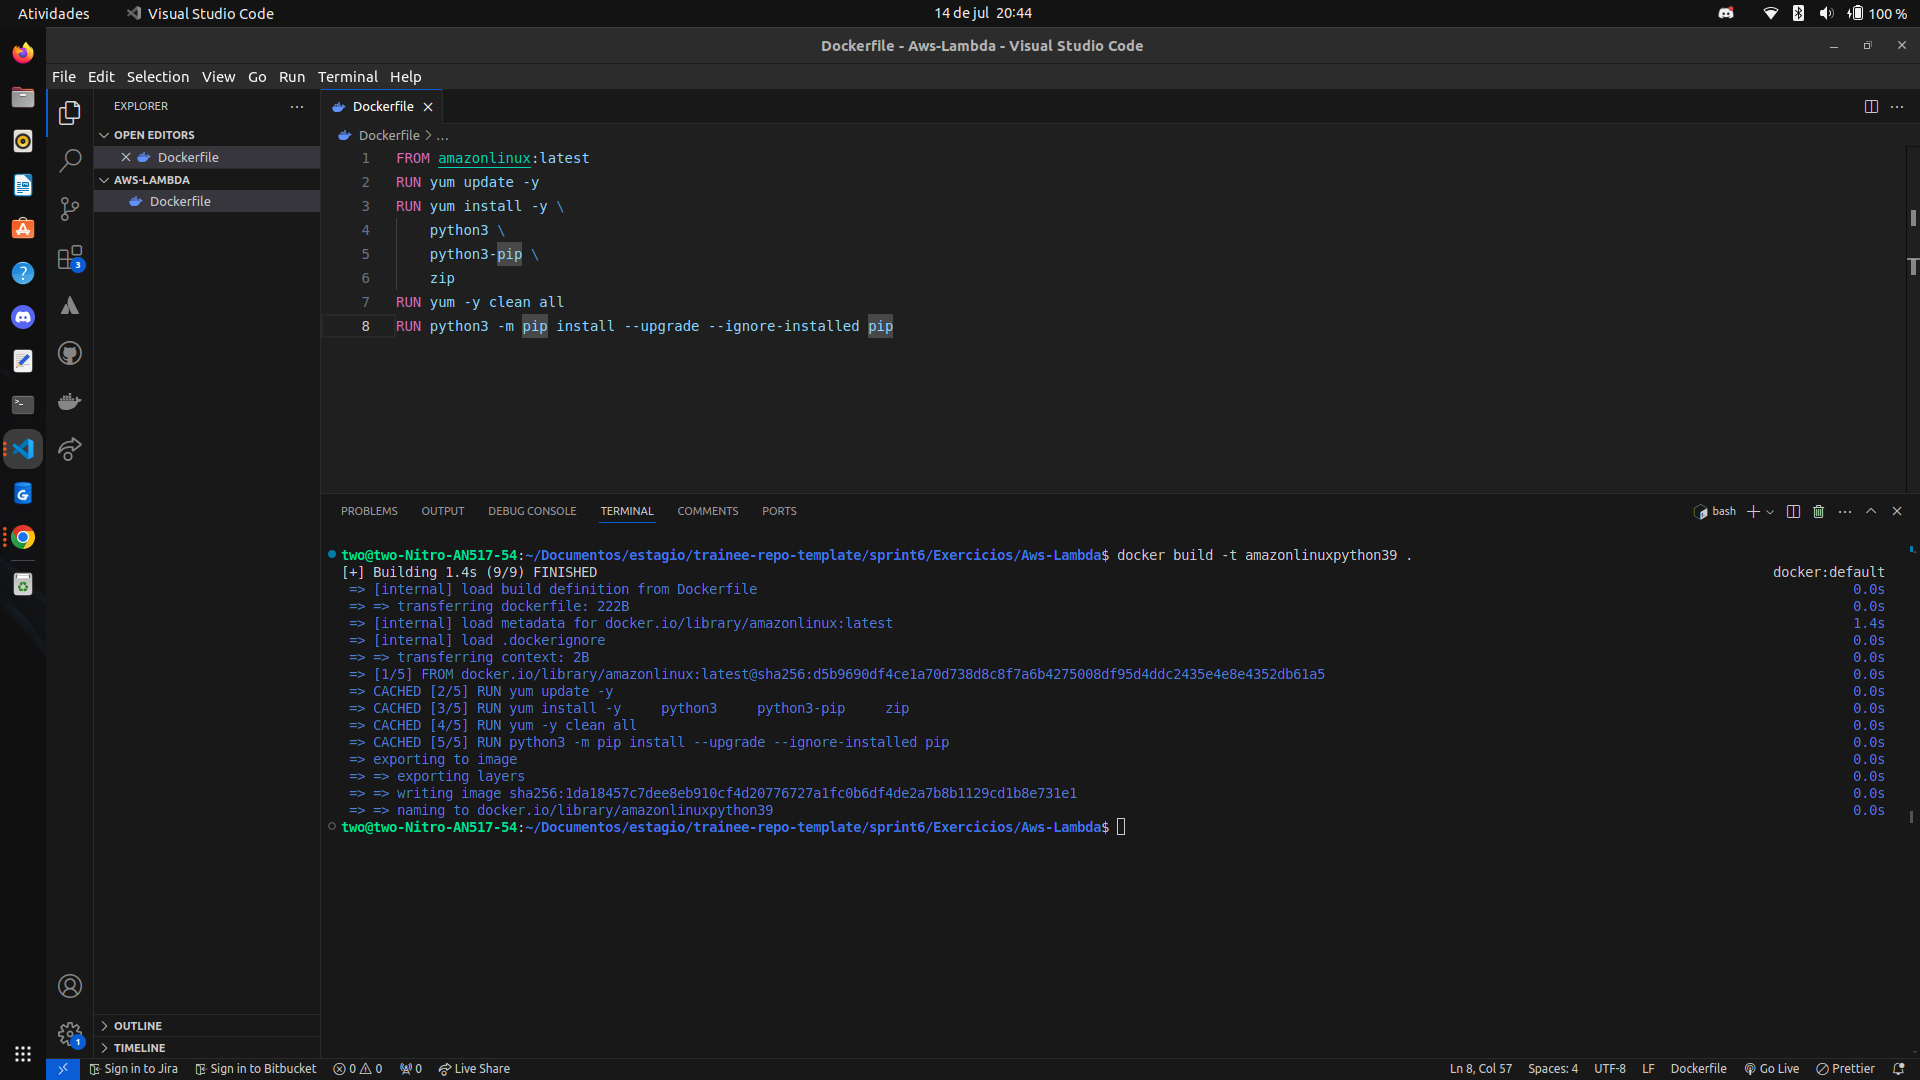 Atividades
Visual Studio Code
14 de jul 20:44
100 %
Dockerfile - Aws-Lambda - Visual Studio Code
File Edit Selection View Go Run Terminal Help
EXPLORER
OPEN EDITORS
Dockerfile
AWS-LAMBDA
Dockerfile
3
Dockerfile
Dockerfile > ...
1 FROM amazonlinux:latest
2 RUN yum update -y
3 RUN yum install -y \
4 python3 \
5 python3-pip \
6 zip
7 RUN yum -y clean all
8 RUN python3 -m pip install --upgrade --ignore-installed pip
PROBLEMS OUTPUT DEBUG CONSOLE TERMINAL COMMENTS PORTS
bash
two@two-Nitro-AN517-54:~/Documentos/estagio/trainee-repo-template/sprint6/Exercicios/Aws-Lambda$ docker build -t amazonlinuxpython39 .
[+] Building 1.4s (9/9) FINISHED docker:default
=> [internal] load build definition from Dockerfile 0.0s
=> => transferring dockerfile: 222B 0.0s
=> [internal] load metadata for docker.io/library/amazonlinux:latest 1.4s
=> [internal] load .dockerignore 0.0s
=> => transferring context: 2B 0.0s
=> [1/5] FROM docker.io/library/amazonlinux:latest@sha256:d5b9690df4ce1a70d738d8c8f7a6b4275008df95d4ddc2435e4e8e4352db61a5 0.0s
=> CACHED [2/5] RUN yum update -y 0.0s
=> CACHED [3/5] RUN yum install -y python3 python3-pip zip 0.0s
=> CACHED [4/5] RUN yum -y clean all 0.0s
=> CACHED [5/5] RUN python3 -m pip install --upgrade --ignore-installed pip 0.0s
=> exporting to image 0.0s
=> => exporting layers 0.0s
=> => writing image sha256:1da18457c7dee8eb910cf4d20776727a1fc0b6df4de2a7b8b1129cd1b8e731e1 0.0s
=> => naming to docker.io/library/amazonlinuxpython39 0.0s
two@two-Nitro-AN517-54:~/Documentos/estagio/trainee-repo-template/sprint6/Exercicios/Aws-Lambda$
OUTLINE
1
TIMELINE
Sign in to Jira Sign in to Bitbucket 0 0 0 Live Share Ln 8, Col 57 Spaces: 4 UTF-8 LF Dockerfile Go Live Prettier